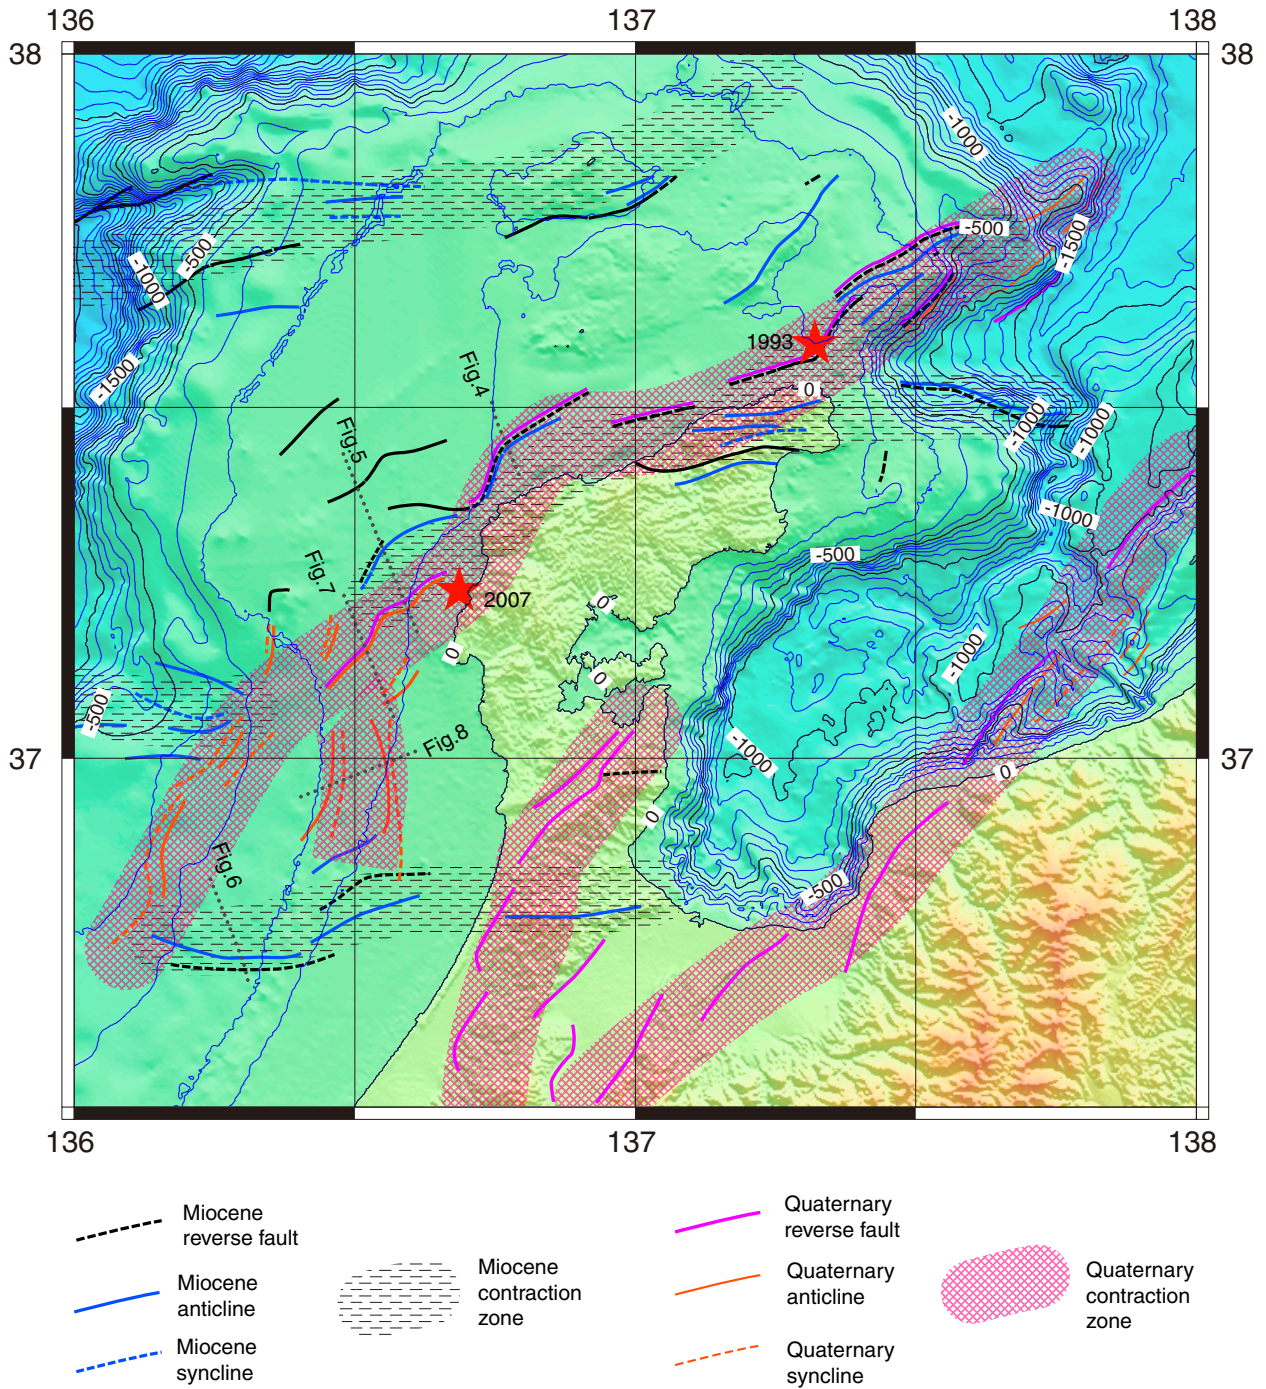 136
137
138
38
38
-1000
-500
-1500
-500
-1000
-1500
1993
0
Fig.4
Fig.5
-1000
-1000
-1000
-500
Fig.7
2007
0
0
0
-1000
-500
Fig.8
-1000
37
37
0
0
Fig.6
-500
136
137
138
Miocene
reverse fault
Miocene
anticline
Miocene
syncline
Miocene
contraction
zone
Quaternary
reverse fault
Quaternary
anticline
Quaternary
syncline
Quaternary
contraction
zone